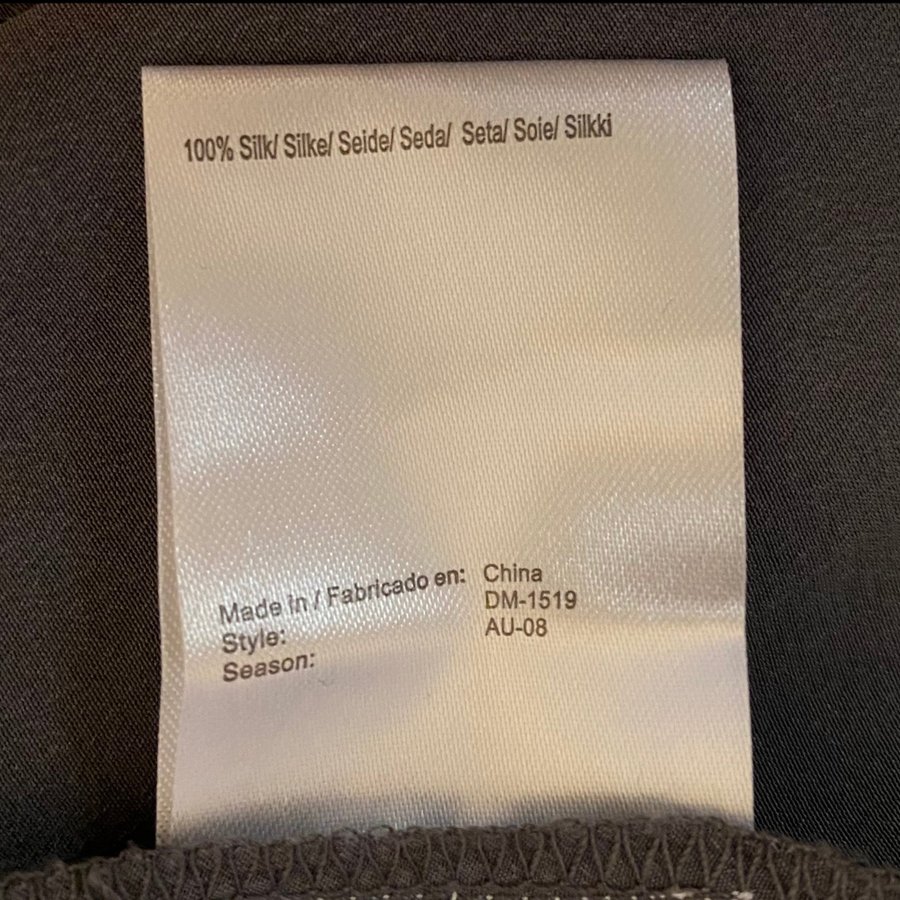 100% Silk/ Silke/ Seide/ Seda/ Seta/ Soie/ Silkki
Made in / Fabricado en: China
Style: DM-1519
Season: AU-08